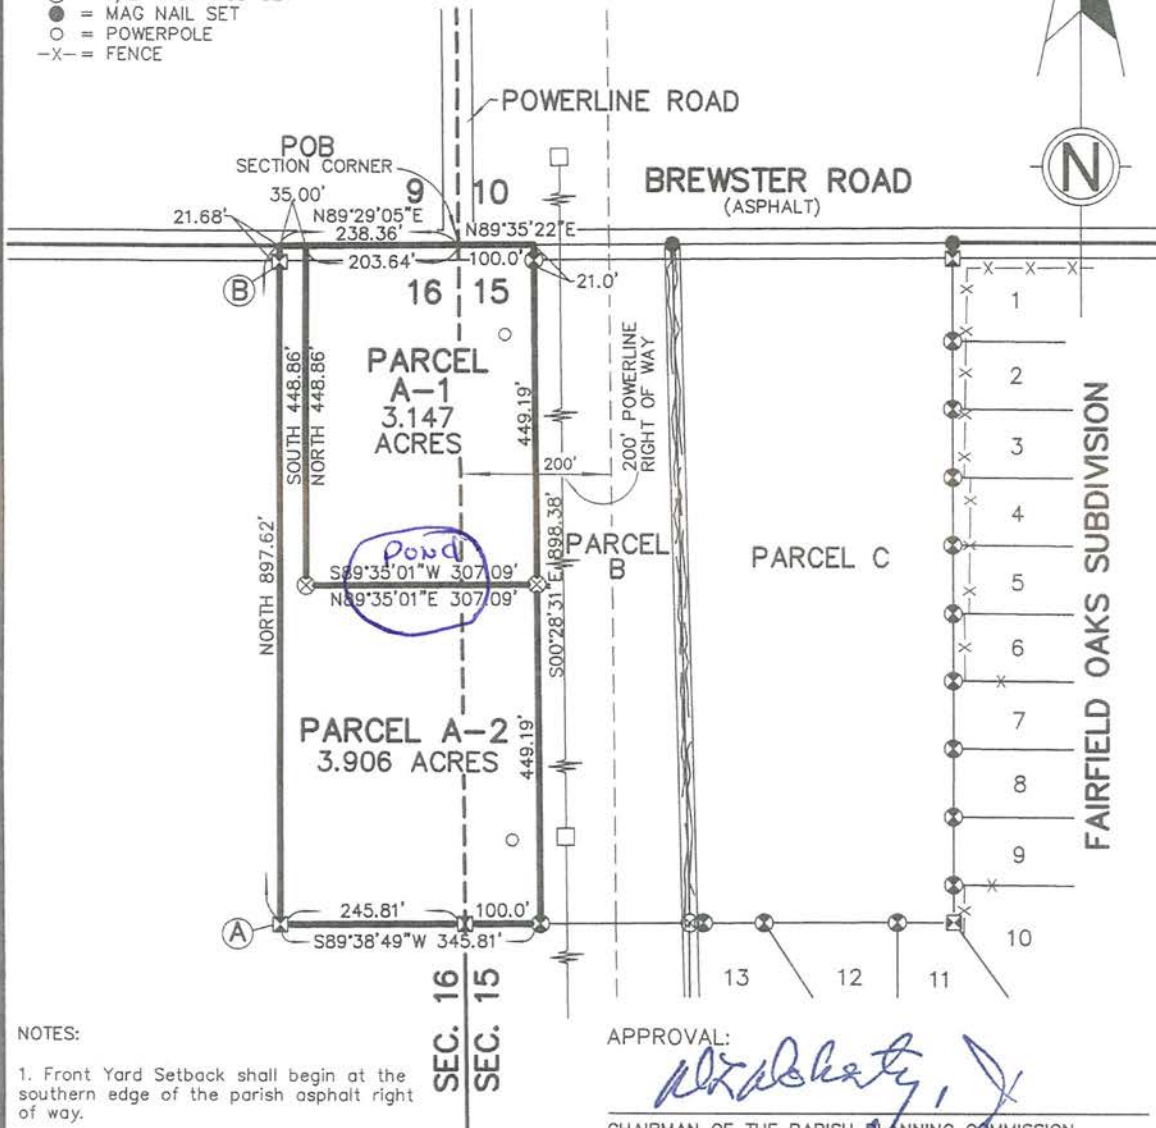 ● = MAG NAIL SET
○ = POWERPOLE
-X- = FENCE
POWERLINE ROAD
POB
SECTION CORNER
9 10
BREWSTER ROAD
(ASPHALT)
N
35.00'
21.68'
N89°29'05"E
238.36'
N89°35'22"E
203.64'
100.0'
21.0'
B
16 15
PARCEL
A-1
3.147
ACRES
SOUTH 448.86'
NORTH 448.86'
449.19'
200' POWERLINE
RIGHT OF WAY
200'
1
2
3
4
5
6
7
8
9
10
FAIRFIELD OAKS SUBDIVISION
POND
S89°35'01"W 307.09'
N89°35'01"E 307.09'
S00°28'31"E 898.38'
PARCEL
B
PARCEL C
NORTH 897.62'
PARCEL A-2
3.906 ACRES
449.19'
A
245.81'
100.0'
S89°38'49"W 345.81'
13
12
11
SEC. 16
SEC. 15
NOTES:
1. Front Yard Setback shall begin at the
southern edge of the parish asphalt right
of way.
APPROVAL:
CHAIRMAN OF THE PARISH PLANNING COMMISSION